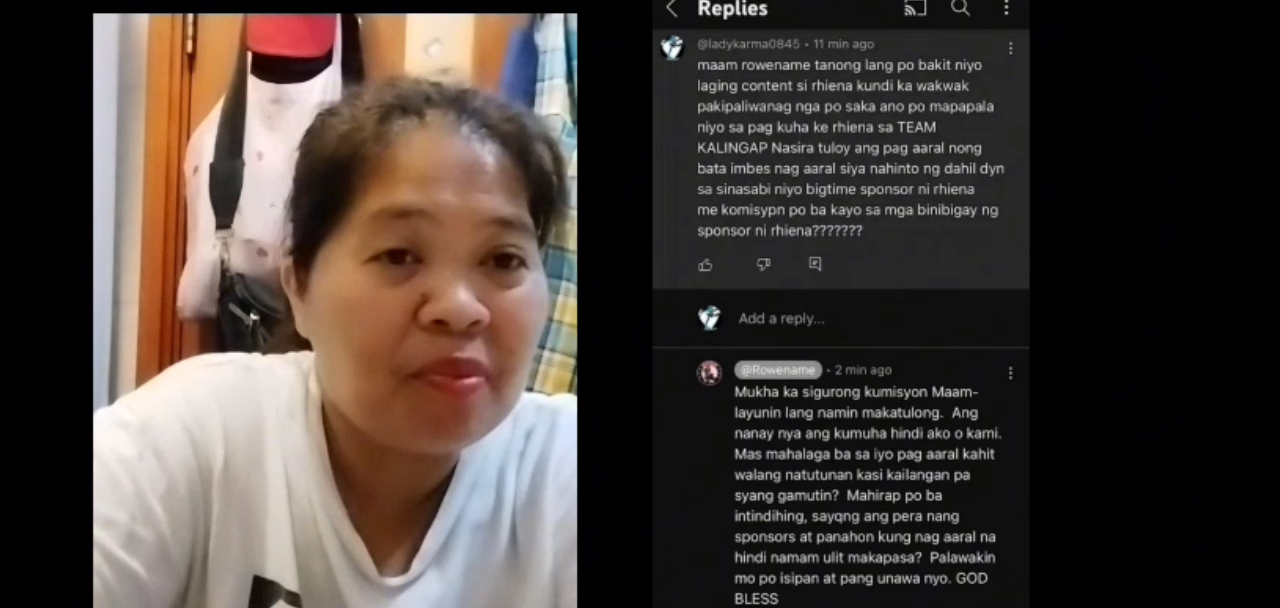 Replies
@ladykarma0845 • 11 min ago
maam rowename tanong lang po bakit niyo
laging content si rhiena kundi ka wakwak
pakipaliwanag nga po saka ano po mapapala
niyo sa pag kuha ke rhiena sa TEAM
KALINGAP Nasira tuloy ang pag aaral nong
bata imbes nag aaral siya nahinto ng dahil dyn
sa sinasabi niyo bigtime sponsor ni rhiena
me komisypn po ba kayo sa mga binibigay ng
sponsor ni rhiena???????
Add a reply...
@Rowename • 2 min ago
Mukha ka sigurong kumisyon Maam-
layunin lang namin makatulong. Ang
nanay nya ang kumuha hindi ako o kami.
Mas mahalaga ba sa iyo pag aaral kahit
walang natutunan kasi kailangan pa
syang gamutin? Mahirap po ba
intindihing, sayqng ang pera nang
sponsors at panahon kung nag aaral na
hindi namam ulit makapasa? Palawakin
mo po isipan at pang unawa nyo. GOD
BLESS